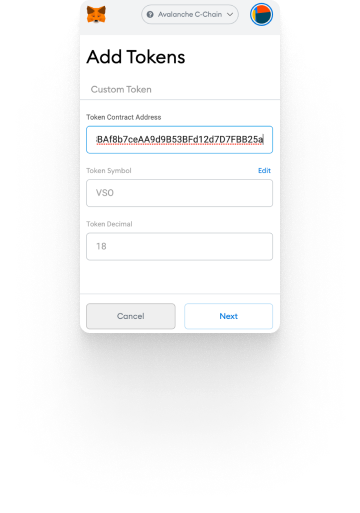 Avalanche C-Chain
Add Tokens
Custom Token
Token Contract Address
BAf8b7ceAA9d9B53BFd12d7D7FBB25a
Token Symbol
Edit
VSO
Token Decimal
18
Cancel
Next